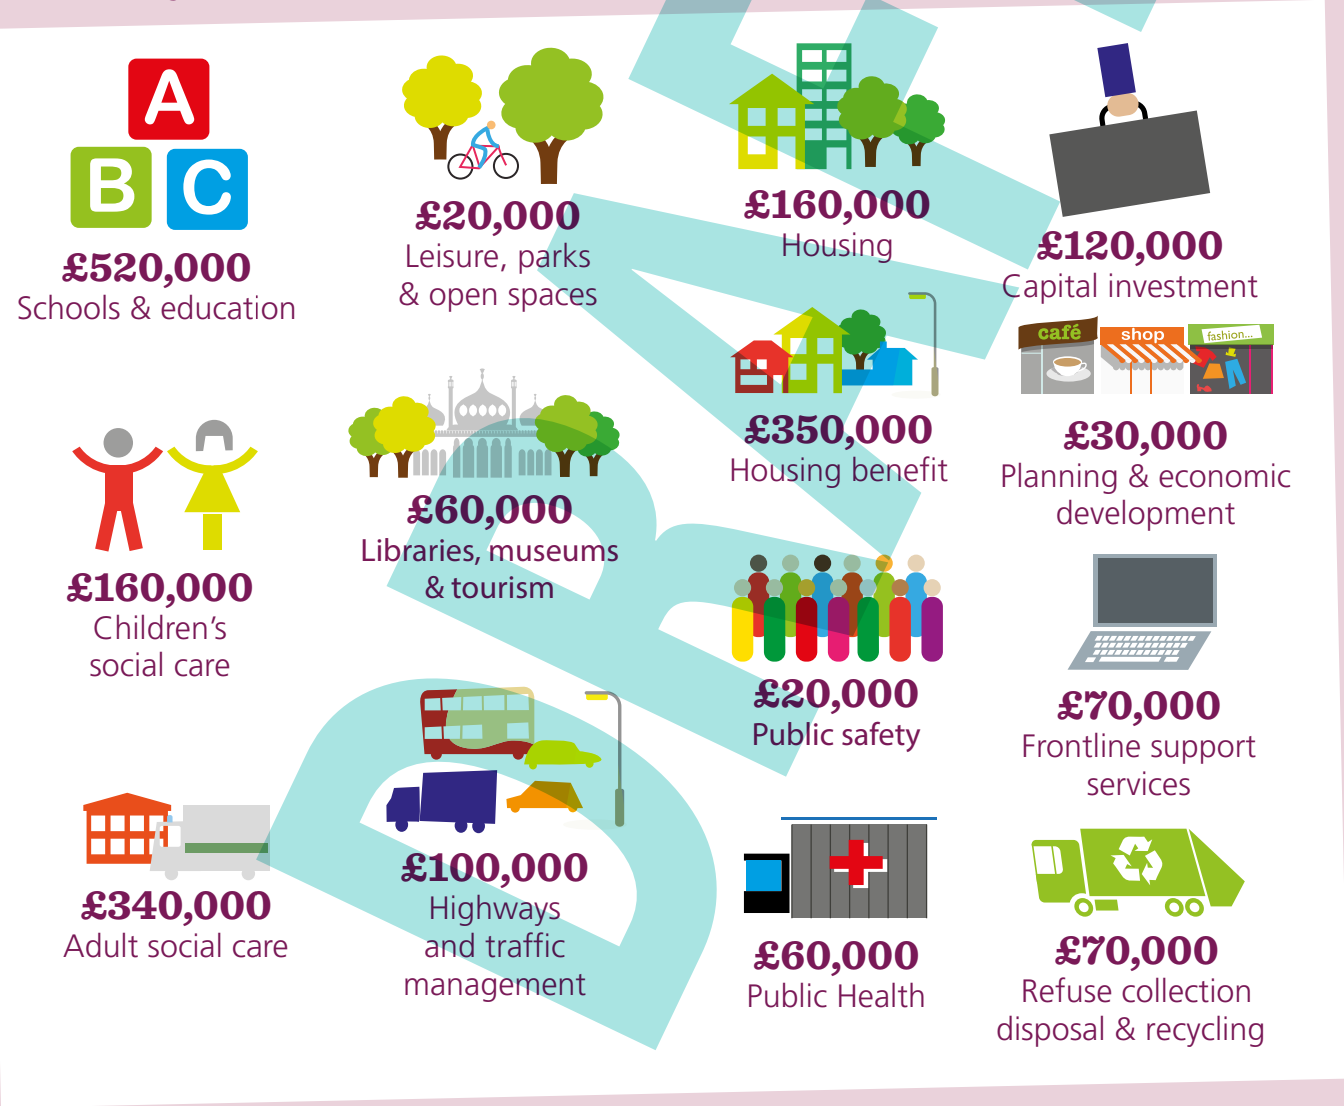 A
B C
£520,000
Schools & education
£160,000
Children’s
social care
£340,000
Adult social care
£20,000
Leisure, parks
& open spaces
£60,000
Libraries, museums
& tourism
£100,000
Highways
and traffic
management
£160,000
Housing
£350,000
Housing benefit
£20,000
Public safety
£60,000
Public Health
£120,000
Capital investment
café shop fashion...
£30,000
Planning & economic
development
£70,000
Frontline support
services
£70,000
Refuse collection
disposal & recycling